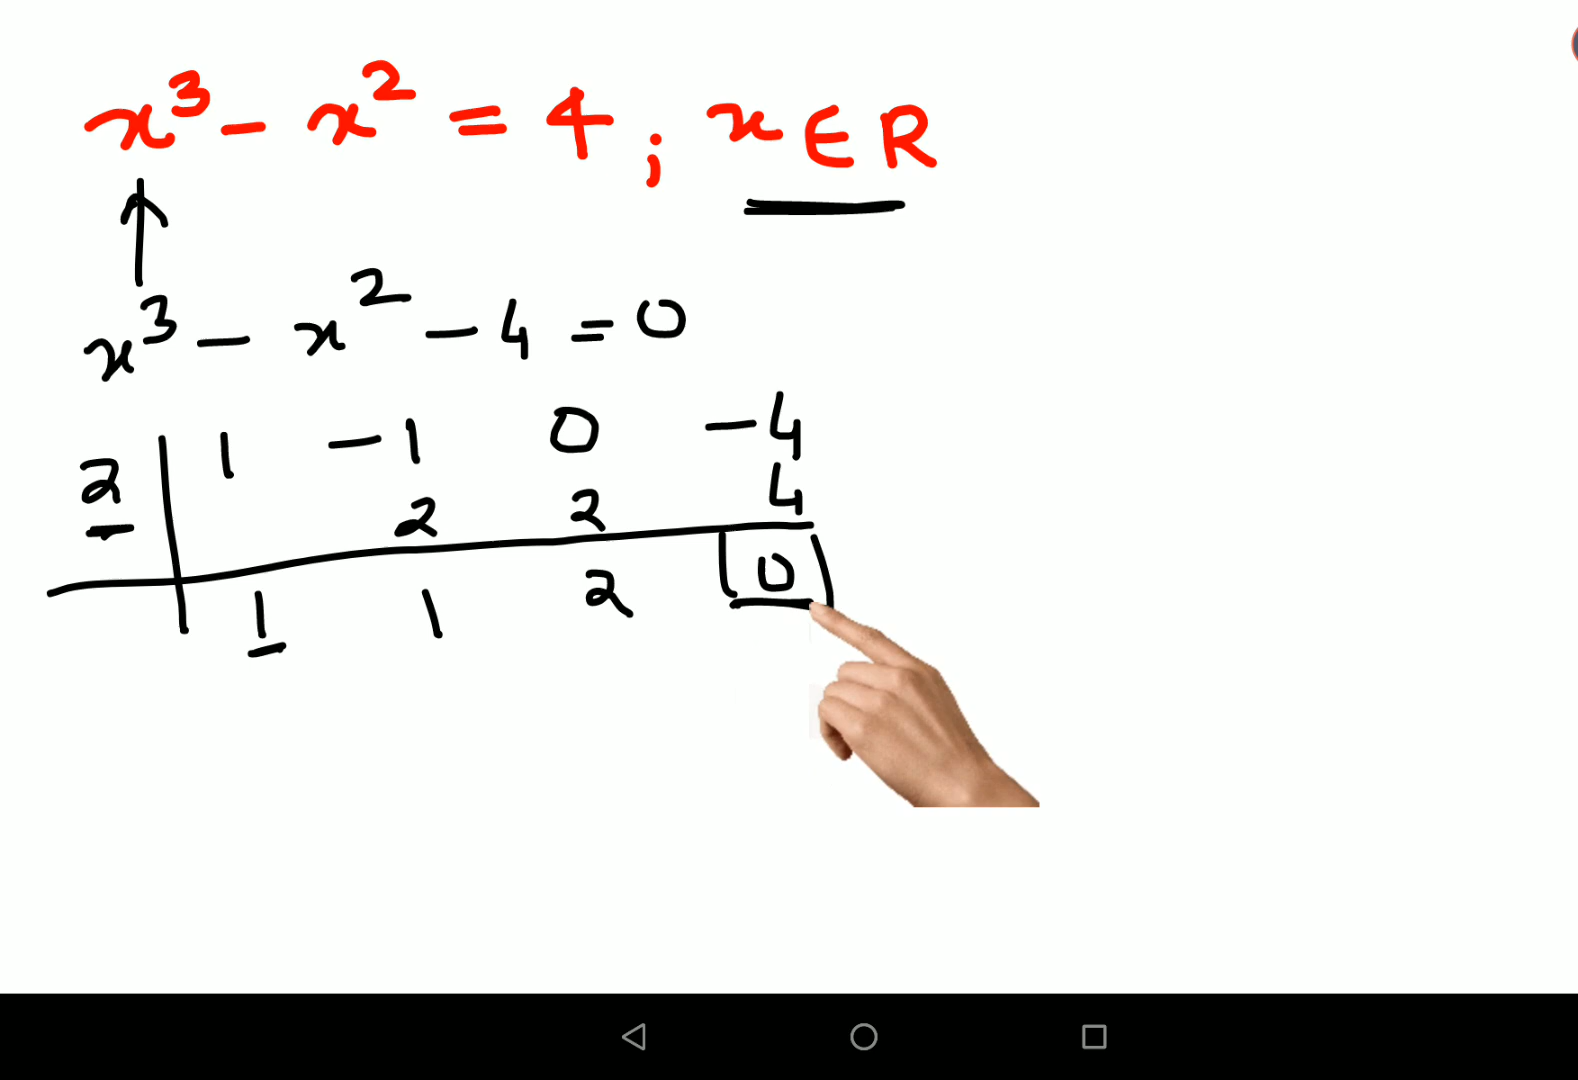 x³ - x² = 4 ; x ∈ R
x³ - x² - 4 = 0
2 | 1 -1 0 -4
2 2 4
1 1 2 0